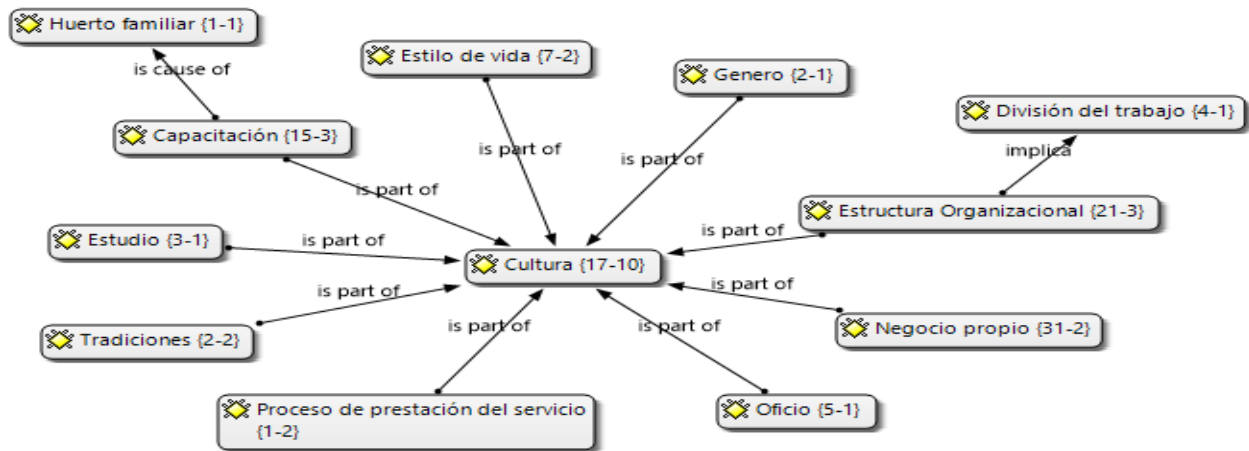 Huerto familiar {1-1}
Estilo de vida {7-2}
Genero {2-1}
is cause of
División del trabajo {4-1}
Capacitación {15-3}
is part of
is part of
implica
is part of
Estructura Organizacional {21-3}
Estudio {3-1}
is part of
is part of
Cultura {17-10}
is part of
is part of
Tradiciones {2-2}
is part of
is part of
Negocio propio {31-2}
Proceso de prestación del servicio
{1-2}
Oficio {5-1}